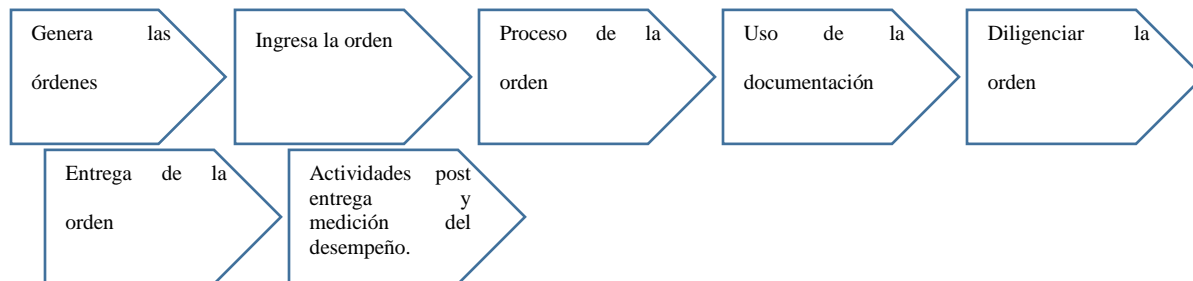 Genera las
órdenes
Ingresa la orden
Proceso de la
orden
Uso de la
documentación
Diligenciar la
orden
Entrega de la
orden
Actividades post
entrega y
medición del
desempeño.